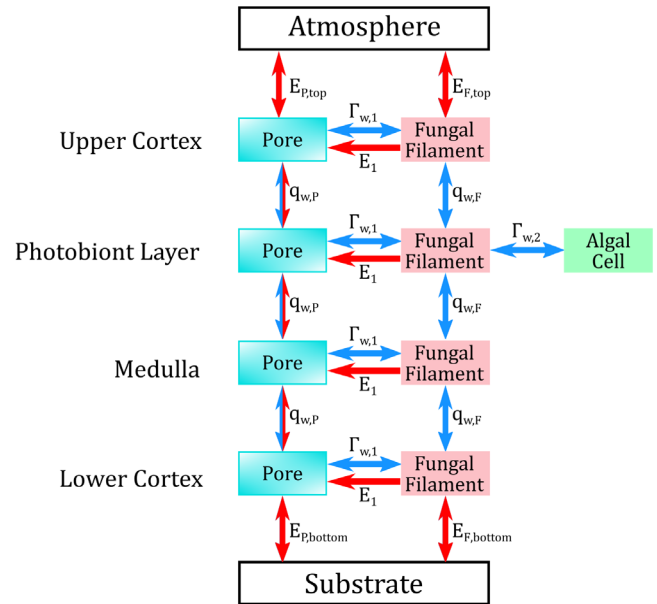 Atmosphere
E_P,top
E_F,top
Upper Cortex
Pore
Γ_w,1
E_1
Fungal
Filament
q_w,P
q_w,F
Photobiont Layer
Pore
Γ_w,1
E_1
Fungal
Filament
Γ_w,2
Algal
Cell
q_w,P
q_w,F
Medulla
Pore
Γ_w,1
E_1
Fungal
Filament
q_w,P
q_w,F
Lower Cortex
Pore
Γ_w,1
E_1
Fungal
Filament
E_P,bottom
E_F,bottom
Substrate